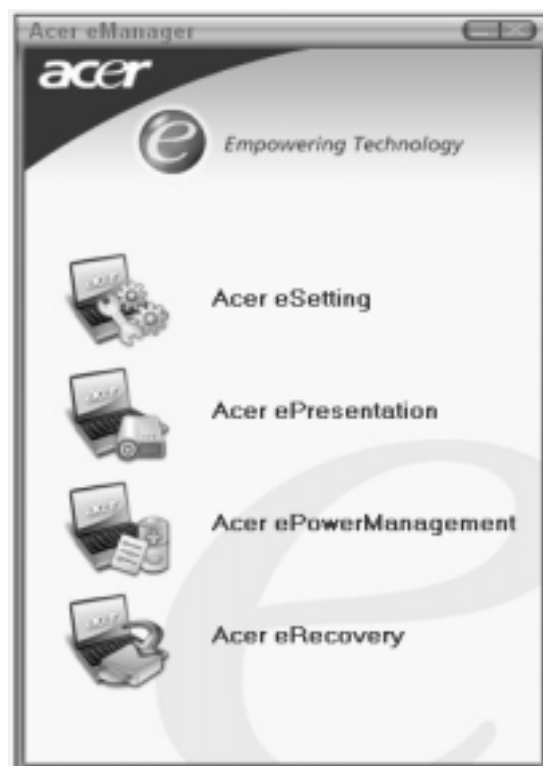 Acer eManager
acer
e Empowering Technology
Acer eSetting
Acer ePresentation
Acer ePowerManagement
Acer eRecovery